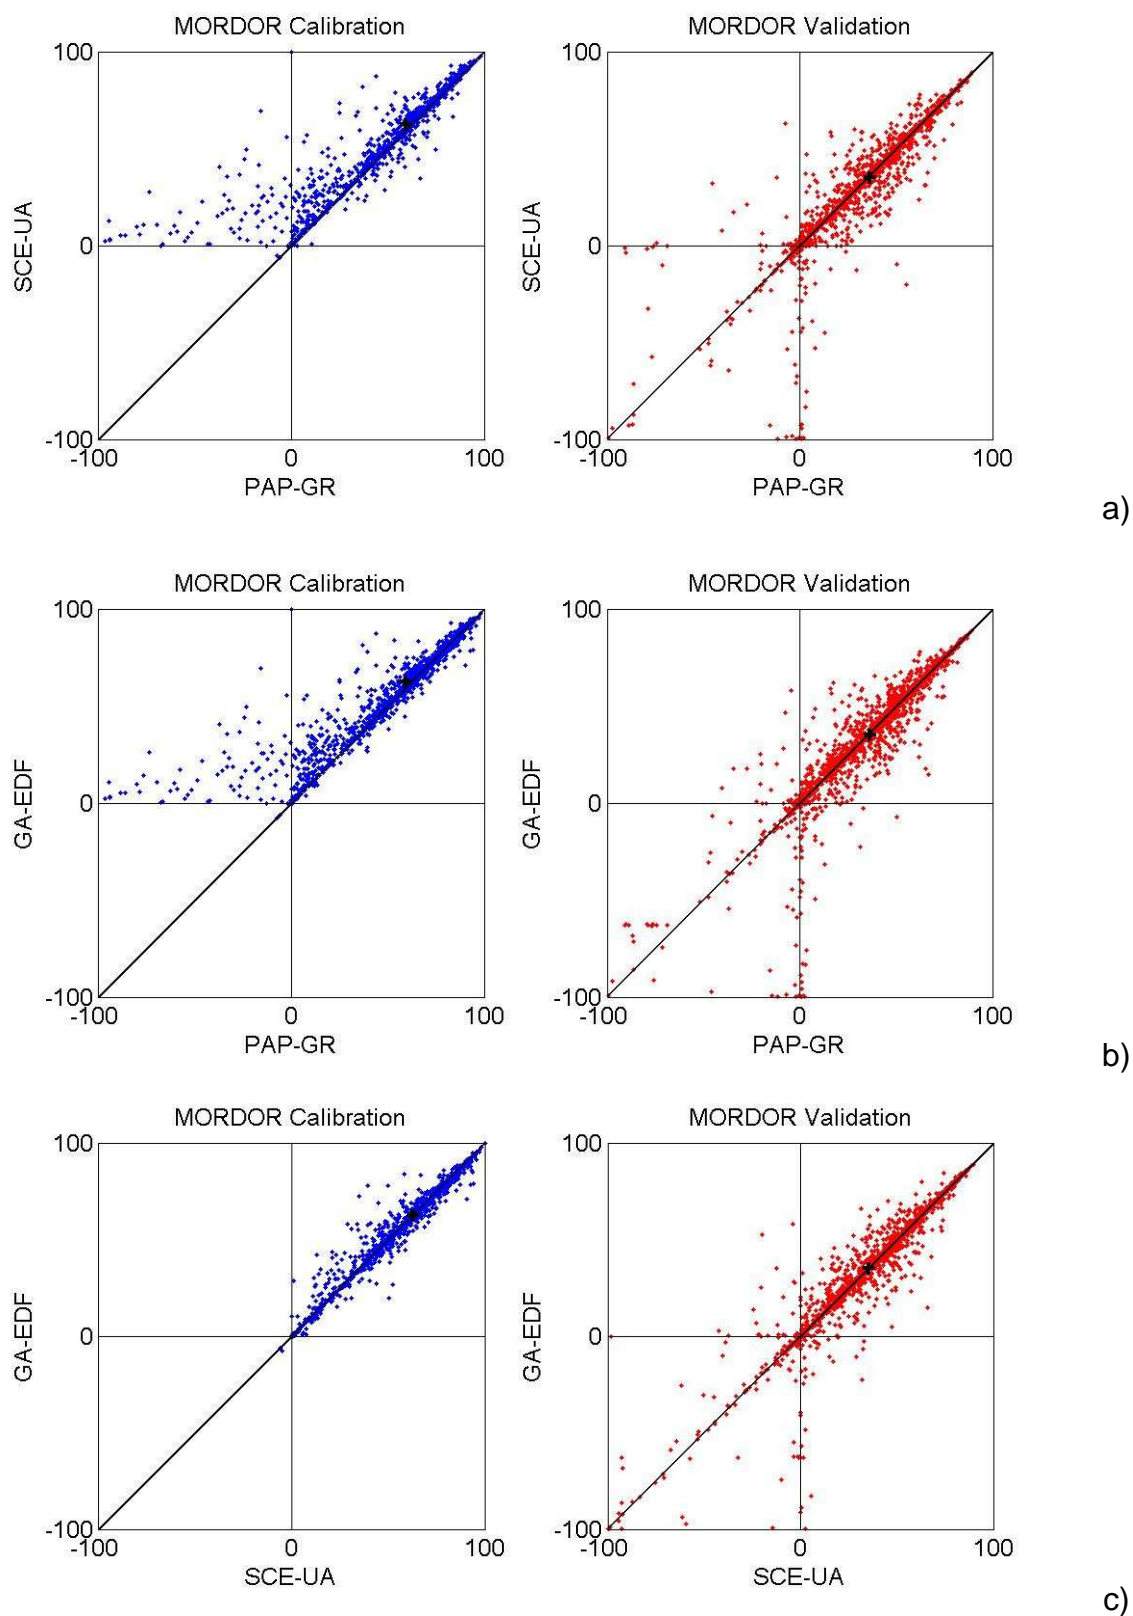 MORDOR Calibration MORDOR Validation
100 100
SCE-UA SCE-UA
0 0
-100 -100
-100 0 100 -100 0 100
PAP-GR PAP-GR
a)
MORDOR Calibration MORDOR Validation
100 100
GA-EDF GA-EDF
0 0
-100 -100
-100 0 100 -100 0 100
PAP-GR PAP-GR
b)
MORDOR Calibration MORDOR Validation
100 100
GA-EDF GA-EDF
0 0
-100 -100
-100 0 100 -100 0 100
SCE-UA SCE-UA
c)